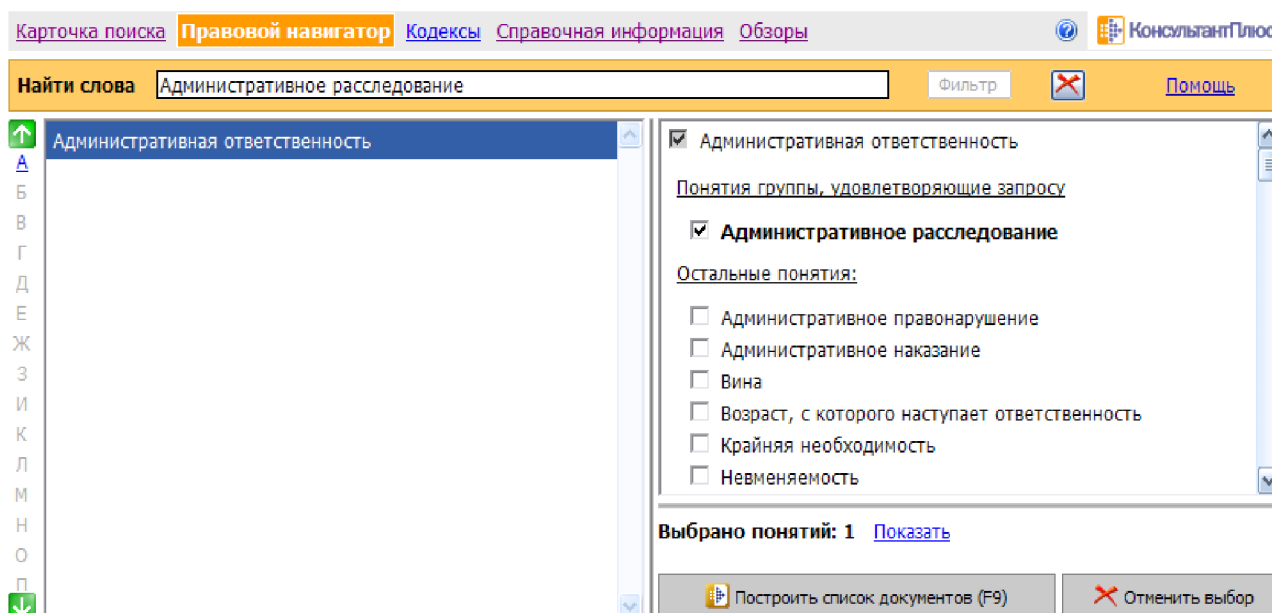 Карточка поиска Правовой навигатор Кодексы Справочная информация Обзоры КонсультантПлюс
Найти слова Административное расследование Фильтр Помощь
Административная ответственность
А
Б
В
Г
Д
Е
Ж
З
И
К
Л
М
Н
О
П
Административная ответственность
Понятия группы, удовлетворяющие запросу
Административное расследование
Остальные понятия:
Административное правонарушение
Административное наказание
Вина
Возраст, с которого наступает ответственность
Крайняя необходимость
Невменяемость
Выбрано понятий: 1 Показать
Построить список документов (F9) Отменить выбор